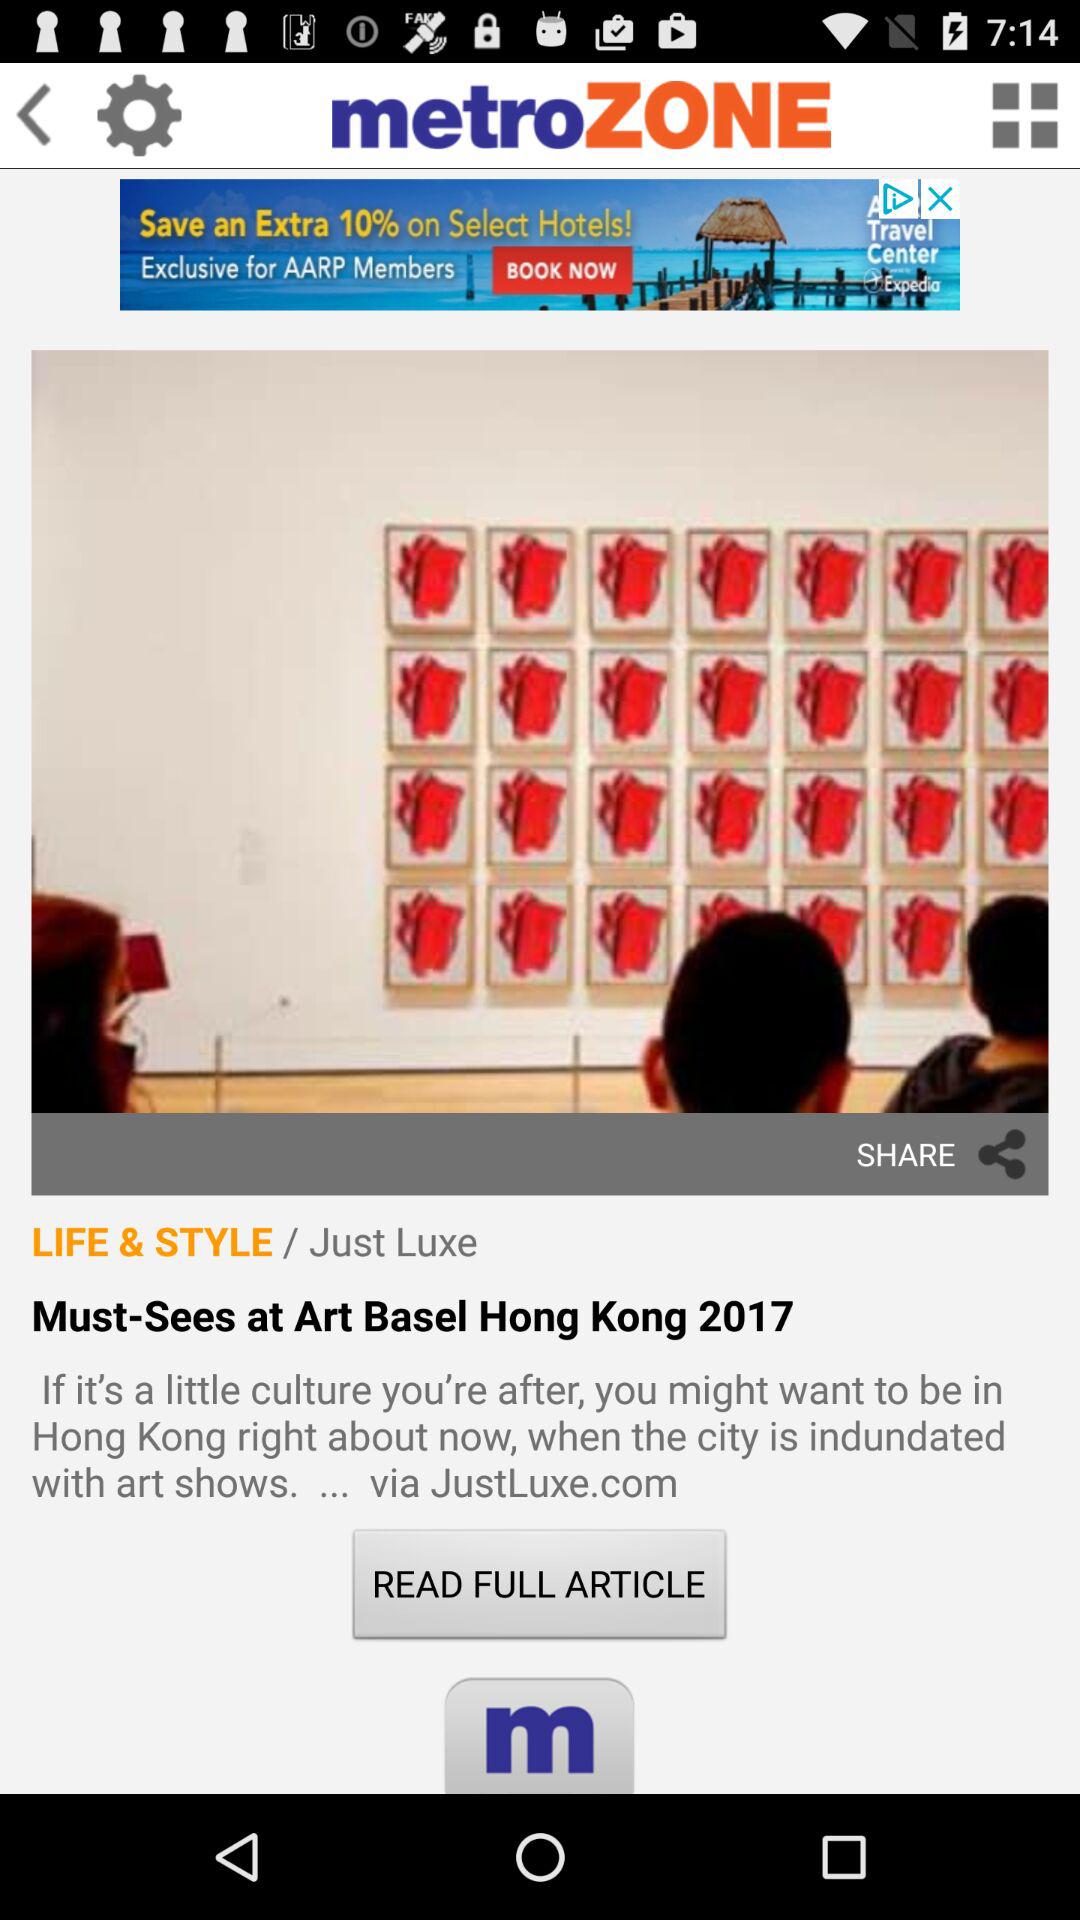 FAKE
7:14
metroZONE
Save an Extra 10% on Select Hotels!
Exclusive for AARP Members
BOOK NOW
Travel
Center
Expedia
SHARE
LIFE & STYLE / Just Luxe
Must-Sees at Art Basel Hong Kong 2017
If it’s a little culture you’re after, you might want to be in
Hong Kong right about now, when the city is indundated
with art shows.  ...  via JustLuxe.com
READ FULL ARTICLE
m